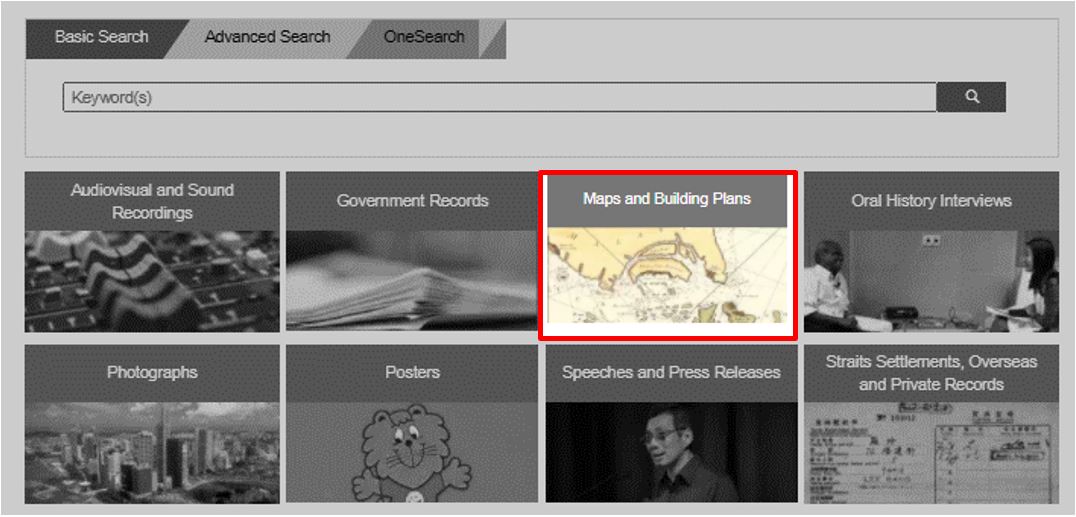 Basic Search
Advanced Search
OneSearch
Keyword(s)
Audiovisual and Sound
Recordings
Government Records
Maps and Building Plans
Oral History Interviews
Photographs
Posters
Speeches and Press Releases
Straits Settlements, Overseas
and Private Records